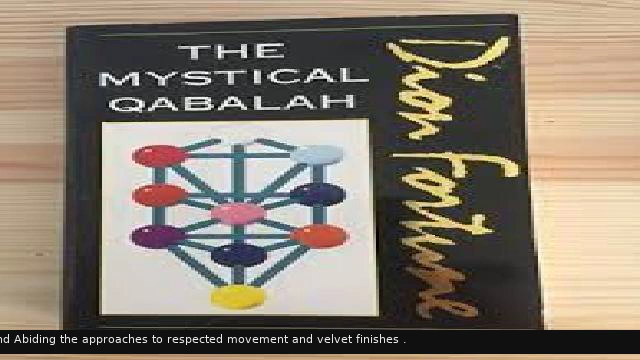 THE
MYSTICAL
QABALAH
Dion Fortune
Abiding the approaches to respected movement and velvet finishes .